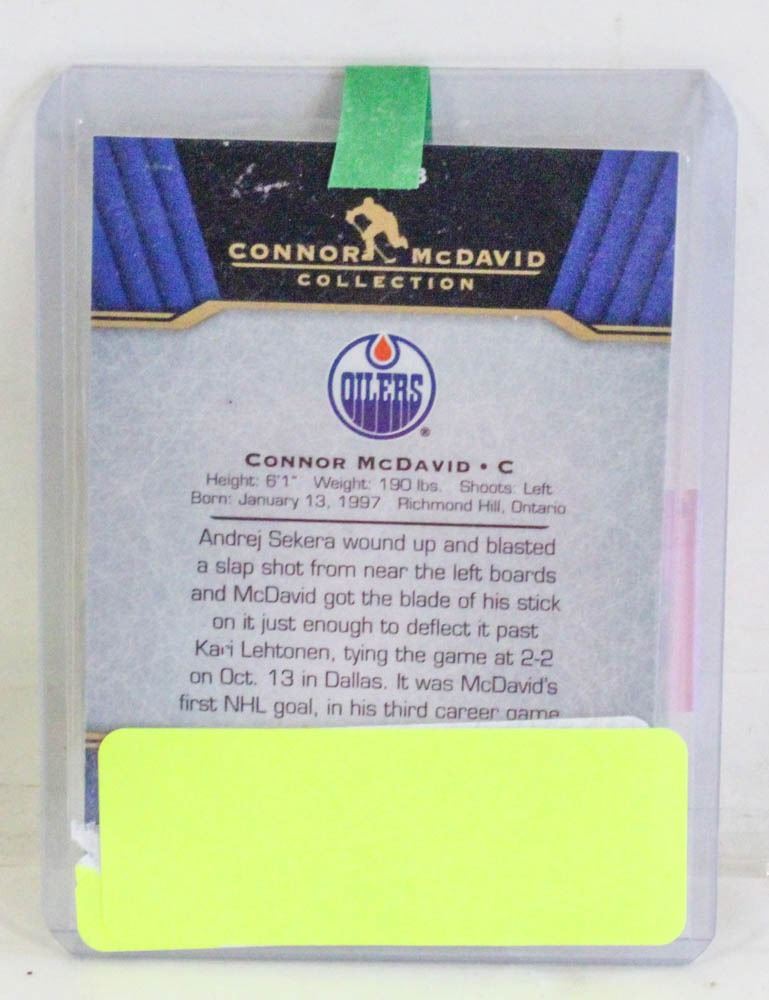 CONNOR McDAVID
COLLECTION
OILERS
®
CONNOR McDAVID • C
Height: 6'1" Weight: 190 lbs. Shoots: Left
Born: January 13, 1997 Richmond Hill, Ontario
Andrej Sekera wound up and blasted
a slap shot from near the left boards
and McDavid got the blade of his stick
on it just enough to deflect it past
Kari Lehtonen, tying the game at 2-2
on Oct. 13 in Dallas. It was McDavid's
first NHL goal, in his third career game